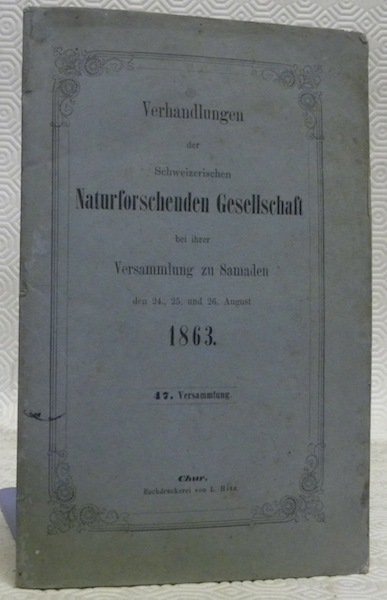 Verhandlungen
der
Schweizerischen
Naturforschenden Gesellschaft
bei ihrer
Versammlung zu Samaden
den 24., 25. und 26. August
1863.
47. Versammlung
Chur.
Buchdruckerei von L. Hitz.